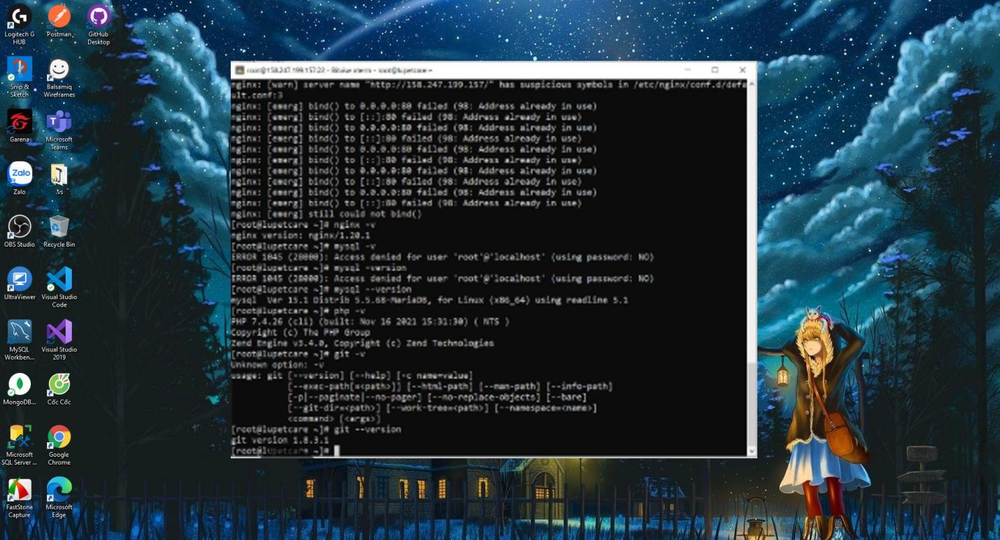 Logitech G
HUB
Postman
GitHub
Desktop
Snip &
Sketch
Balsamiq
Wireframes
Garena
Microsoft
Teams
Zalo
Zalo
.vs
OBS Studio
Recycle Bin
UltraViewer
Visual Studio
Code
MySQL
Workben...
Visual Studio
2019
MongoDB...
Cốc Cốc
Microsoft
SQL Server ...
Google
Chrome
FastStone
Capture
Microsoft
Edge
root@158.247.199.157:22 - Bitvise xterm - root@lupetcare:~
nginx: [warn] server name "http://158.247.199.157/" has suspicious symbols in /etc/nginx/conf.d/defa
ult.conf:3
nginx: [emerg] bind() to 0.0.0.0:80 failed (98: Address already in use)
nginx: [emerg] bind() to [::]:80 failed (98: Address already in use)
nginx: [emerg] bind() to 0.0.0.0:80 failed (98: Address already in use)
nginx: [emerg] bind() to [::]:80 failed (98: Address already in use)
nginx: [emerg] bind() to 0.0.0.0:80 failed (98: Address already in use)
nginx: [emerg] bind() to [::]:80 failed (98: Address already in use)
nginx: [emerg] bind() to 0.0.0.0:80 failed (98: Address already in use)
nginx: [emerg] bind() to [::]:80 failed (98: Address already in use)
nginx: [emerg] bind() to 0.0.0.0:80 failed (98: Address already in use)
nginx: [emerg] bind() to [::]:80 failed (98: Address already in use)
nginx: [emerg] still could not bind()
[root@lupetcare ~]# nginx -v
nginx version: nginx/1.20.1
[root@lupetcare ~]# mysql -v
ERROR 1045 (28000): Access denied for user 'root'@'localhost' (using password: NO)
[root@lupetcare ~]# mysql -version
ERROR 1045 (28000): Access denied for user 'root'@'localhost' (using password: NO)
[root@lupetcare ~]# mysql --version
mysql  Ver 15.1 Distrib 5.5.68-MariaDB, for Linux (x86_64) using readline 5.1
[root@lupetcare ~]# php -v
PHP 7.4.26 (cli) (built: Nov 16 2021 15:31:30) ( NTS )
Copyright (c) The PHP Group
Zend Engine v3.4.0, Copyright (c) Zend Technologies
[root@lupetcare ~]# git -v
Unknown option: -v
usage: git [--version] [--help] [-c name=value]
[--exec-path[=<path>]] [--html-path] [--man-path] [--info-path]
[-p|--paginate|--no-pager] [--no-replace-objects] [--bare]
[--git-dir=<path>] [--work-tree=<path>] [--namespace=<name>]
<command> [<args>]
[root@lupetcare ~]# git --version
git version 1.8.3.1
[root@lupetcare ~]#